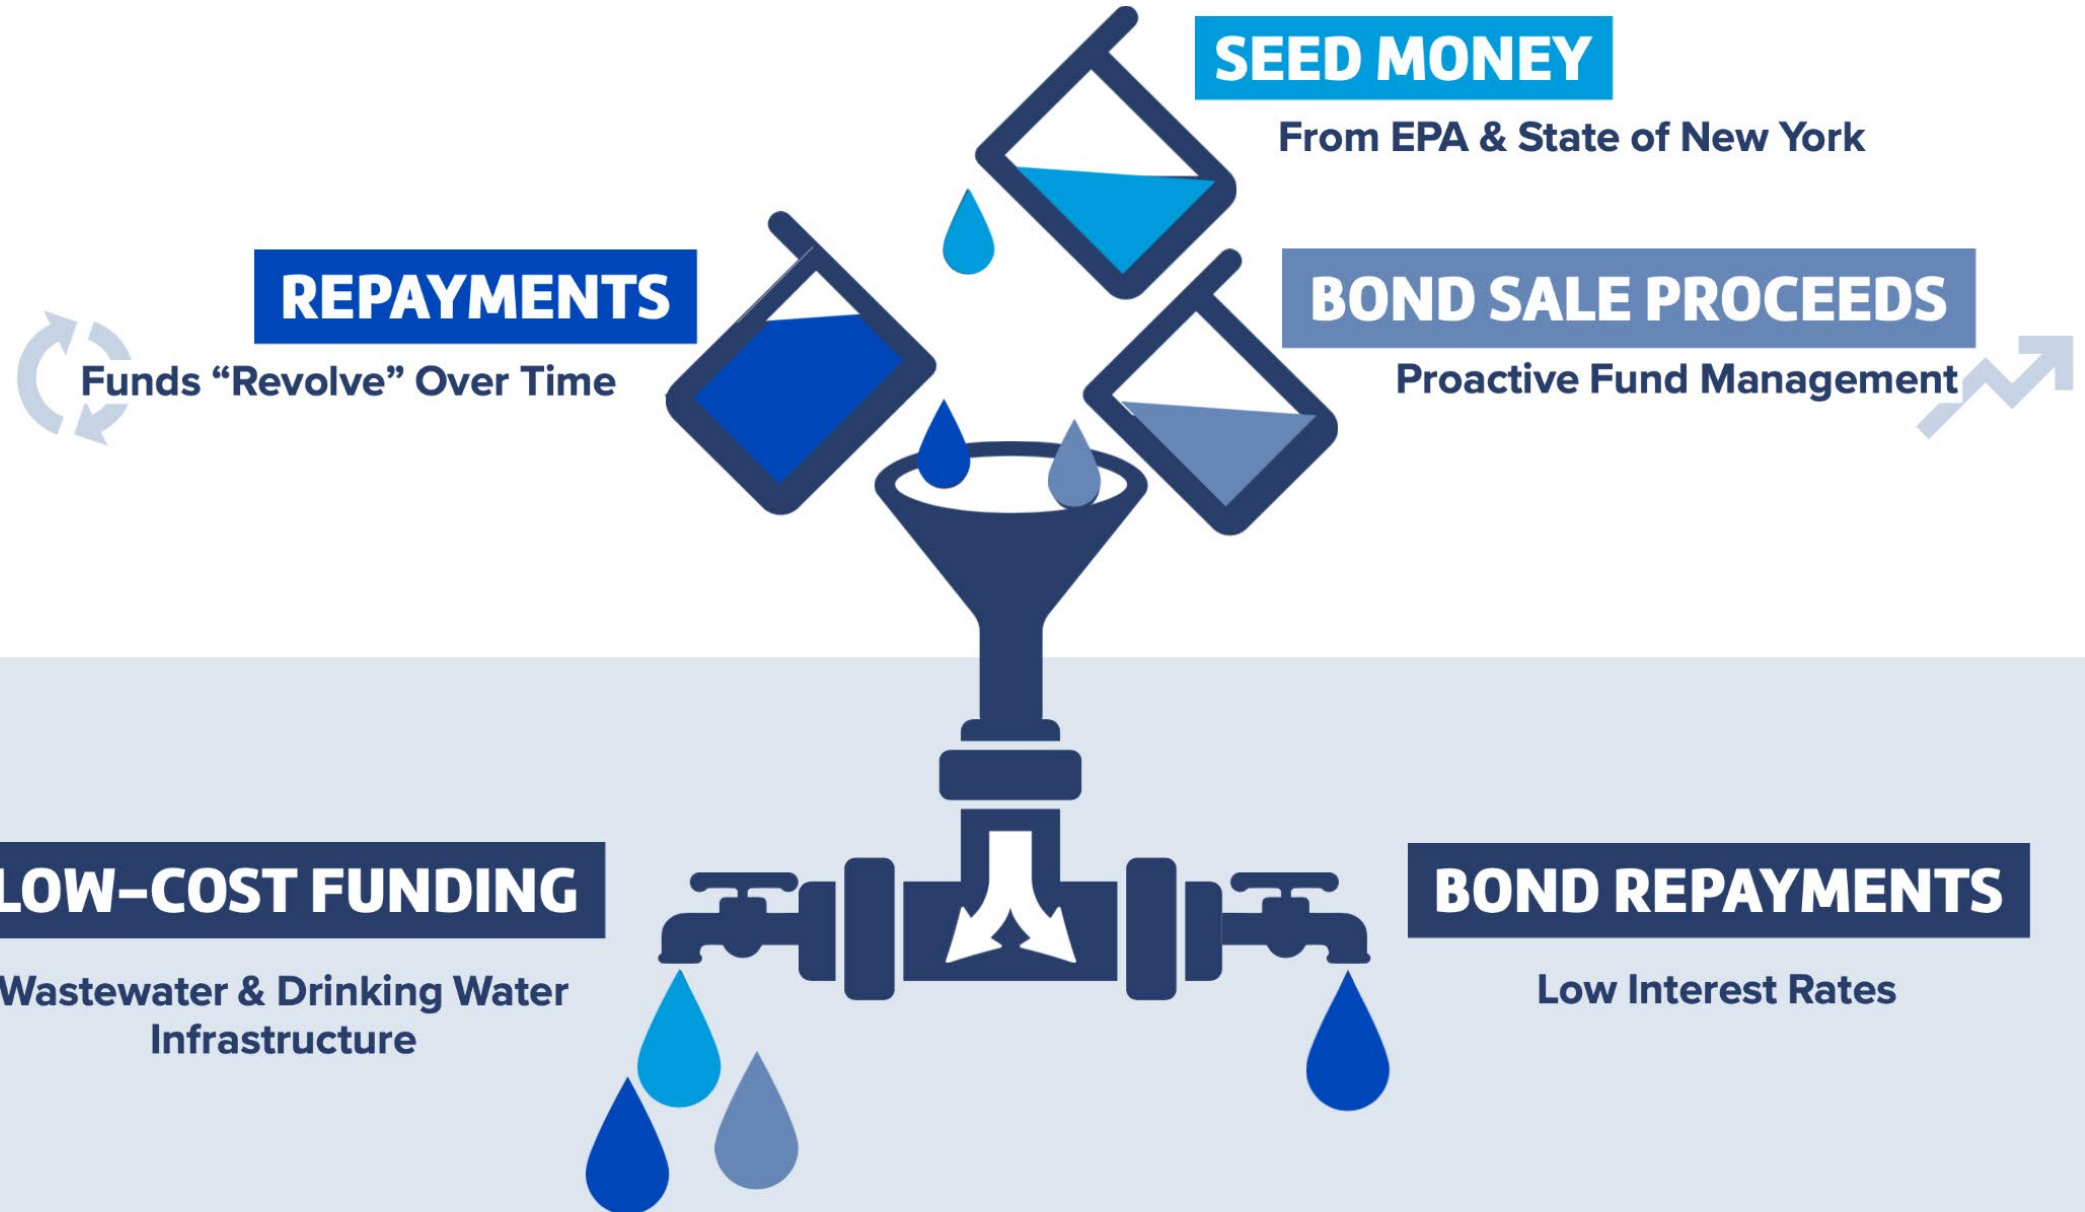 SEED MONEY
From EPA & State of New York
REPAYMENTS
Funds “Revolve” Over Time
BOND SALE PROCEEDS
Proactive Fund Management
LOW-COST FUNDING
Wastewater & Drinking Water
Infrastructure
BOND REPAYMENTS
Low Interest Rates